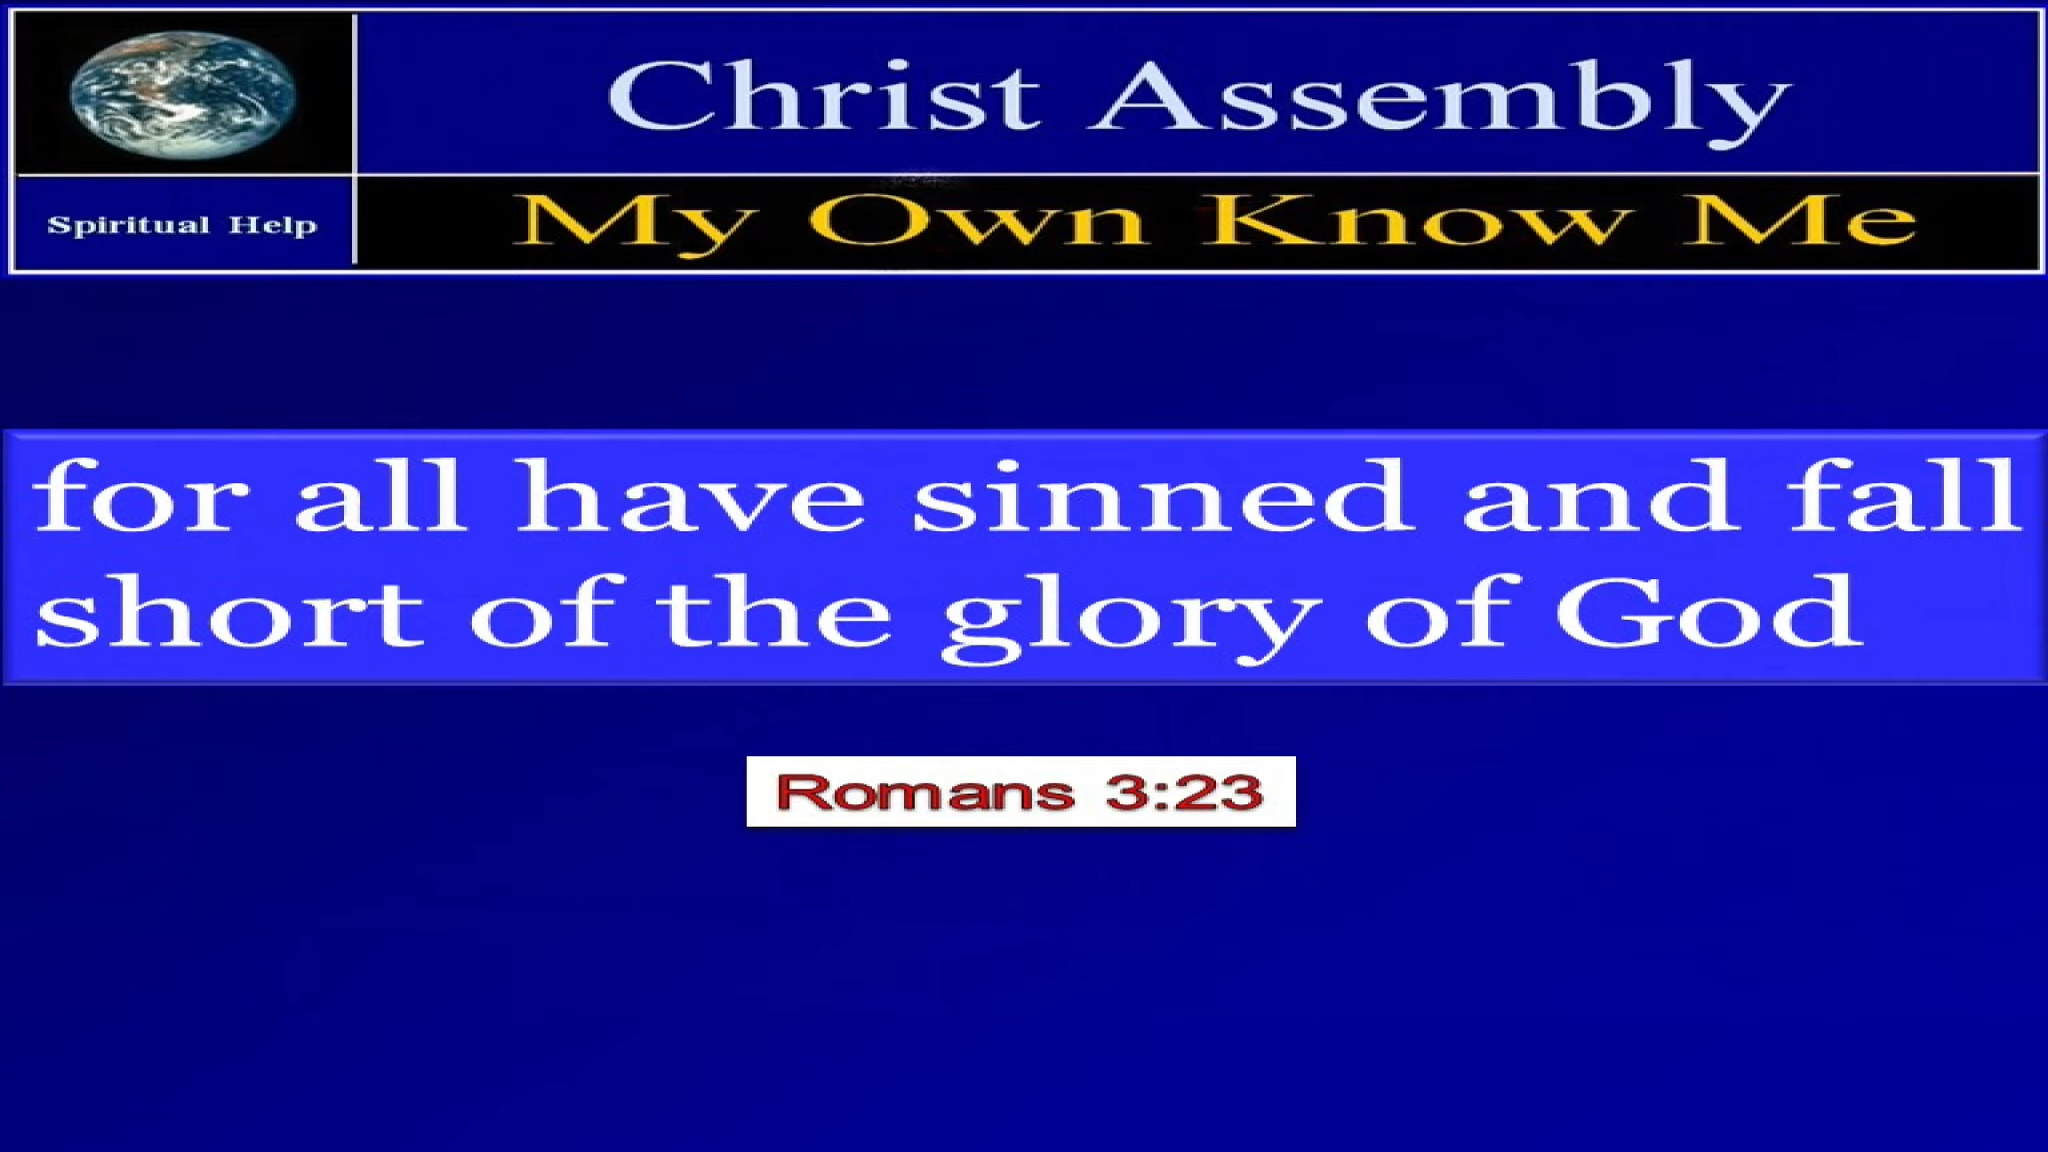 Christ Assembly
Spiritual Help
My Own Know Me
for all have sinned and fall
short of the glory of God
Romans 3:23